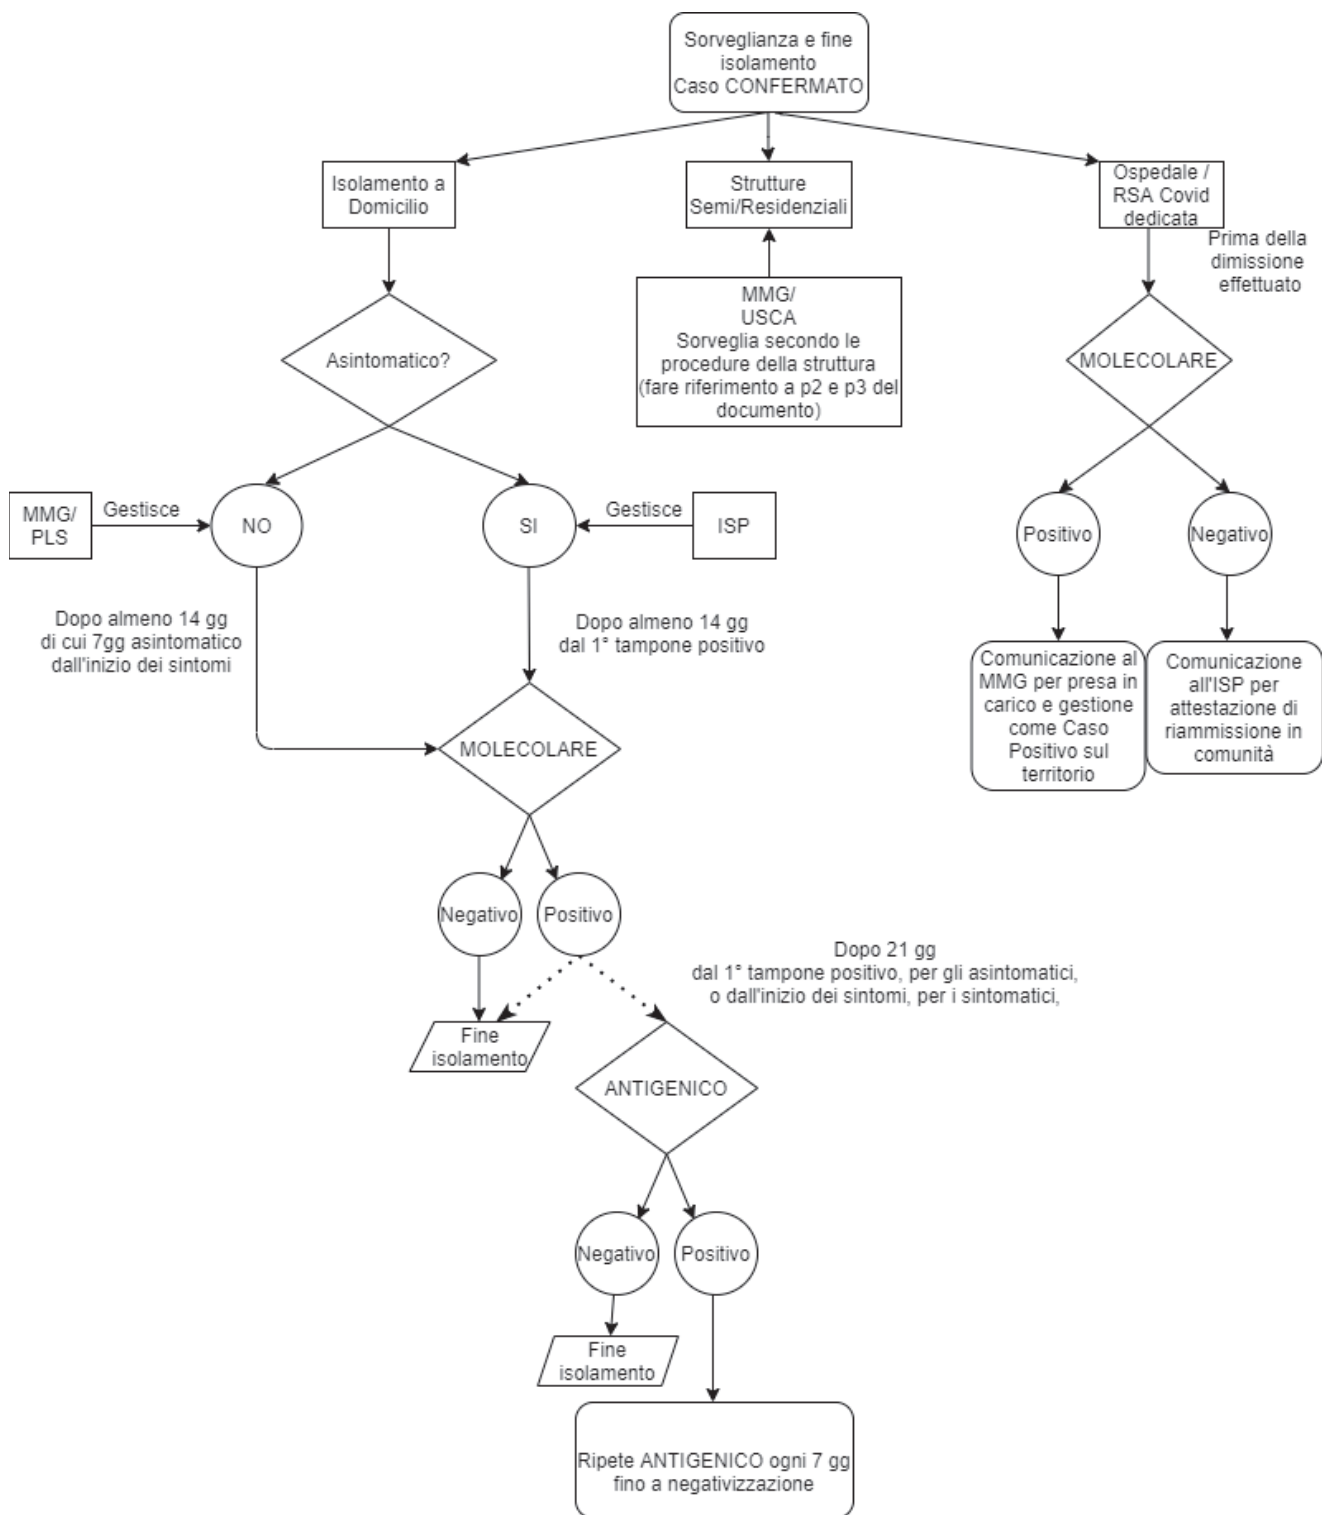 Sorveglianza e fine
isolamento
Caso CONFERMATO
Isolamento a
Domicilio
Strutture
Semi/Residenziali
Ospedale /
RSA Covid
dedicata
Prima della
dimissione
effettuato
MMG/
USCA
Sorveglia secondo le
procedure della struttura
(fare riferimento a p2 e p3 del
documento)
Asintomatico?
MOLECOLARE
MMG/
PLS
Gestisce
NO
SI
Gestisce
ISP
Positivo
Negativo
Dopo almeno 14 gg
di cui 7gg asintomatico
dall'inizio dei sintomi
Dopo almeno 14 gg
dal 1° tampone positivo
Comunicazione al
MMG per presa in
carico e gestione
come Caso
Positivo sul
territorio
Comunicazione
all'ISP per
attestazione di
riammissione in
comunità
MOLECOLARE
Negativo
Positivo
Dopo 21 gg
dal 1° tampone positivo, per gli asintomatici,
o dall'inizio dei sintomi, per i sintomatici,
Fine
isolamento
ANTIGENICO
Negativo
Positivo
Fine
isolamento
Ripete ANTIGENICO ogni 7 gg
fino a negativizzazione